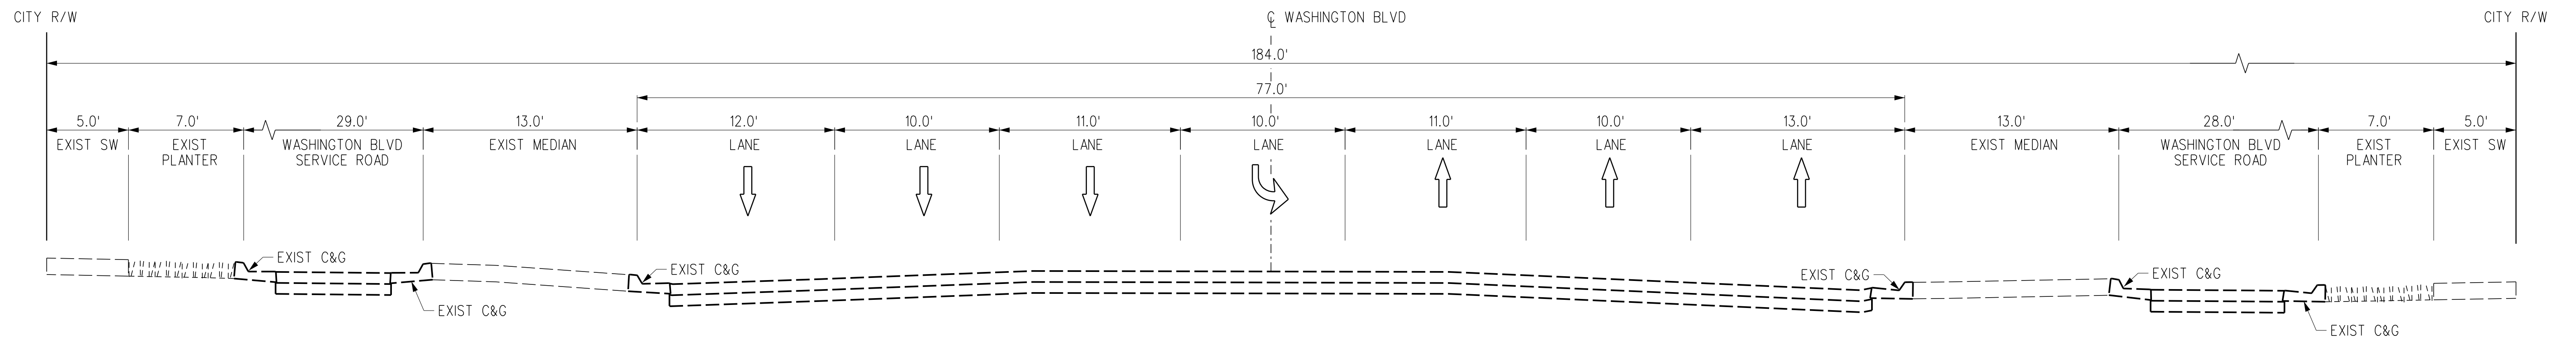 CITY R/W
℄ WASHINGTON BLVD
CITY R/W
184.0'
77.0'
5.0'
7.0'
29.0'
13.0'
12.0'
10.0'
11.0'
10.0'
11.0'
10.0'
13.0'
13.0'
28.0'
7.0'
5.0'
EXIST SW
EXIST
PLANTER
WASHINGTON BLVD
SERVICE ROAD
EXIST MEDIAN
LANE
LANE
LANE
LANE
LANE
LANE
LANE
EXIST MEDIAN
WASHINGTON BLVD
SERVICE ROAD
EXIST
PLANTER
EXIST SW
EXIST C&G
EXIST C&G
EXIST C&G
EXIST C&G
EXIST C&G
EXIST C&G